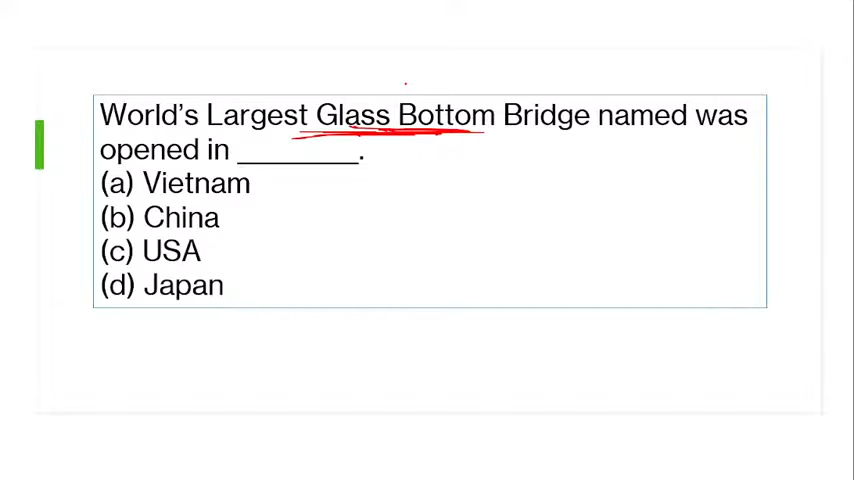 World's Largest Glass Bottom Bridge named was
opened in ________.
(a) Vietnam
(b) China
(c) USA
(d) Japan